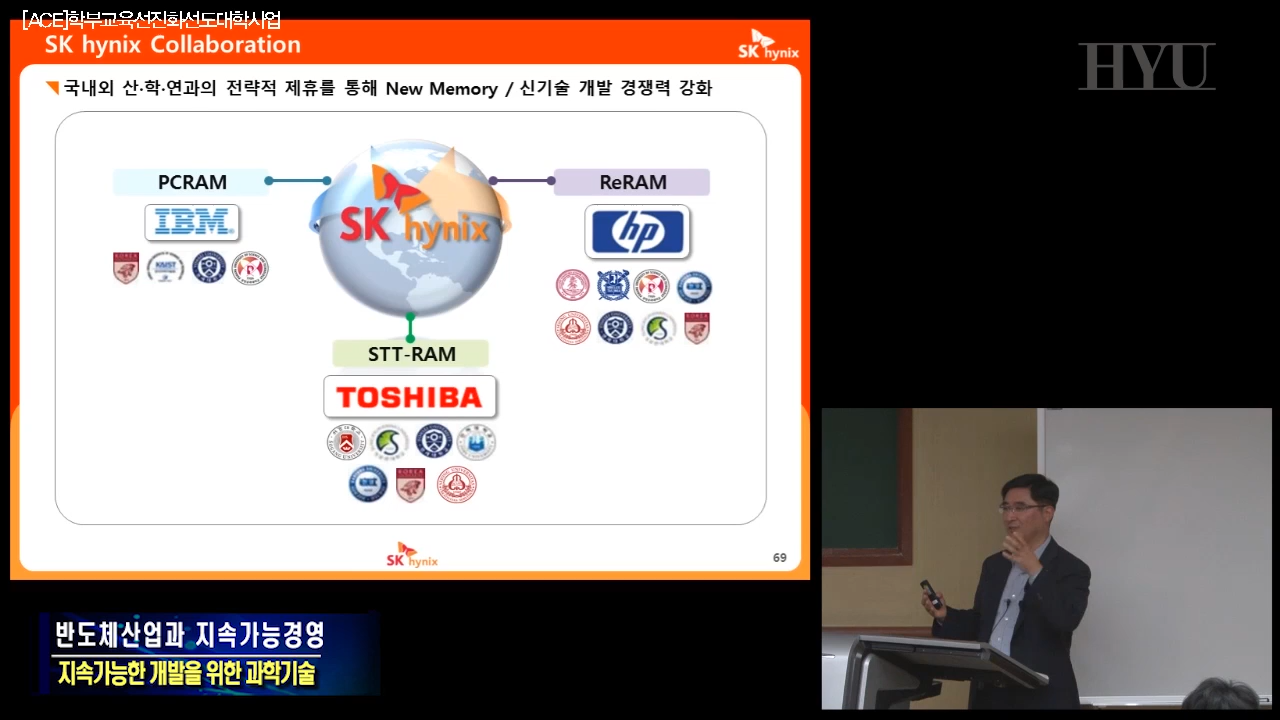 [ACE]학부교육선진화선도대학사업
SK hynix Collaboration
SK hynix
HYU
국내외 산·학·연과의 전략적 제휴를 통해 New Memory / 신기술 개발 경쟁력 강화
PCRAM
ReRAM
IBM
hp
SK hynix
KOREA
KAIST
STT-RAM
TOSHIBA
KOREA
KOREA
SK hynix
69
반도체산업과 지속가능경영
지속가능한 개발을 위한 과학기술